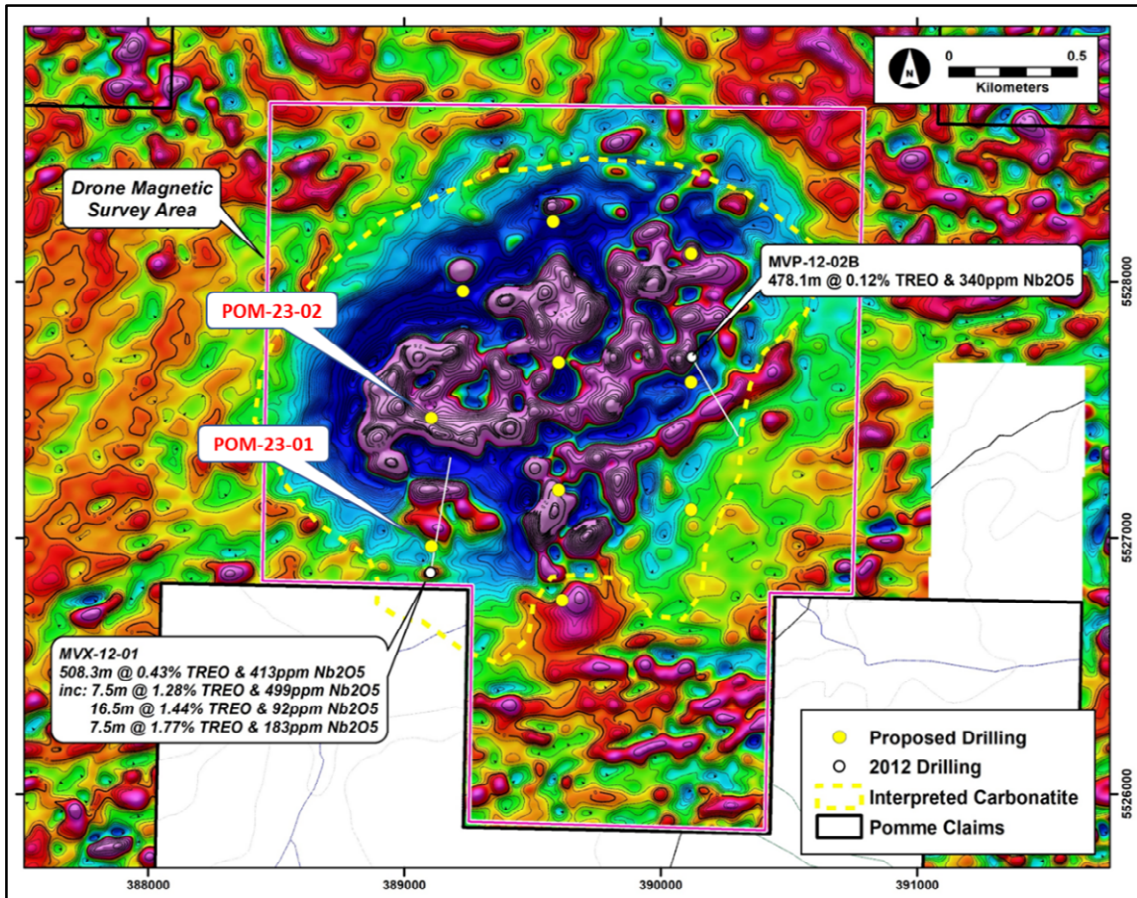 N
0 0.5
Kilometers
Drone Magnetic
Survey Area
MVP-12-02B
478.1m @ 0.12% TREO & 340ppm Nb2O5
5528000
POM-23-02
POM-23-01
5527000
MVX-12-01
508.3m @ 0.43% TREO & 413ppm Nb2O5
inc: 7.5m @ 1.28% TREO & 499ppm Nb2O5
16.5m @ 1.44% TREO & 92ppm Nb2O5
7.5m @ 1.77% TREO & 183ppm Nb2O5
Proposed Drilling
2012 Drilling
Interpreted Carbonatite
Pomme Claims
5526000
388000 389000 390000 391000